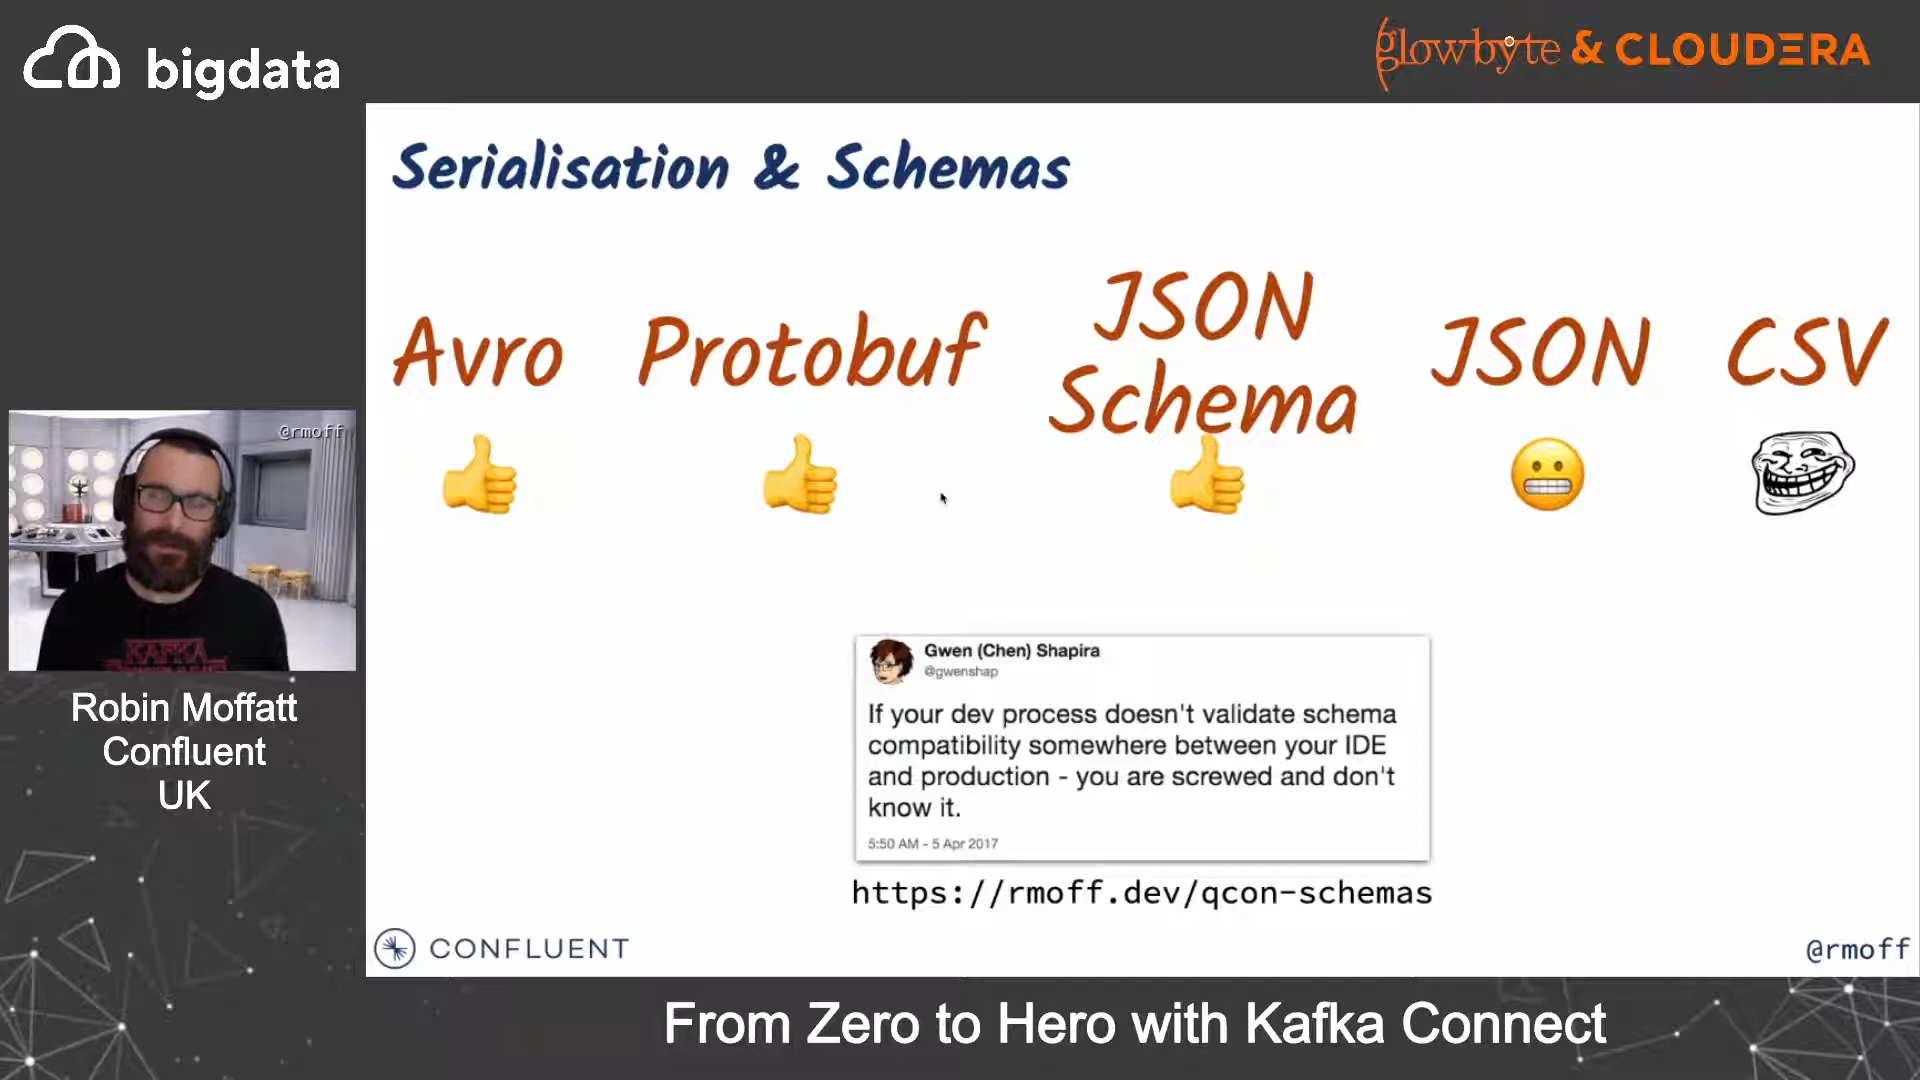 bigdata
glowbyte & CLOUDERA
Serialisation & Schemas
Avro
Protobuf
JSON
Schema
JSON
CSV
@rmoff
KAFKA
Robin Moffatt
Confluent
UK
Gwen (Chen) Shapira
@gwenshap
If your dev process doesn't validate schema
compatibility somewhere between your IDE
and production - you are screwed and don't
know it.
5:50 AM - 5 Apr 2017
https://rmoff.dev/qcon-schemas
CONFLUENT
@rmoff
From Zero to Hero with Kafka Connect